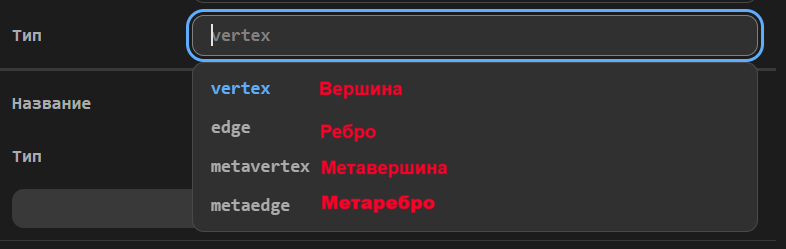 Тип vertex
vertex Вершина
Название
edge Ребро
Тип
metavertex Метавершина
metaedge Метаребро